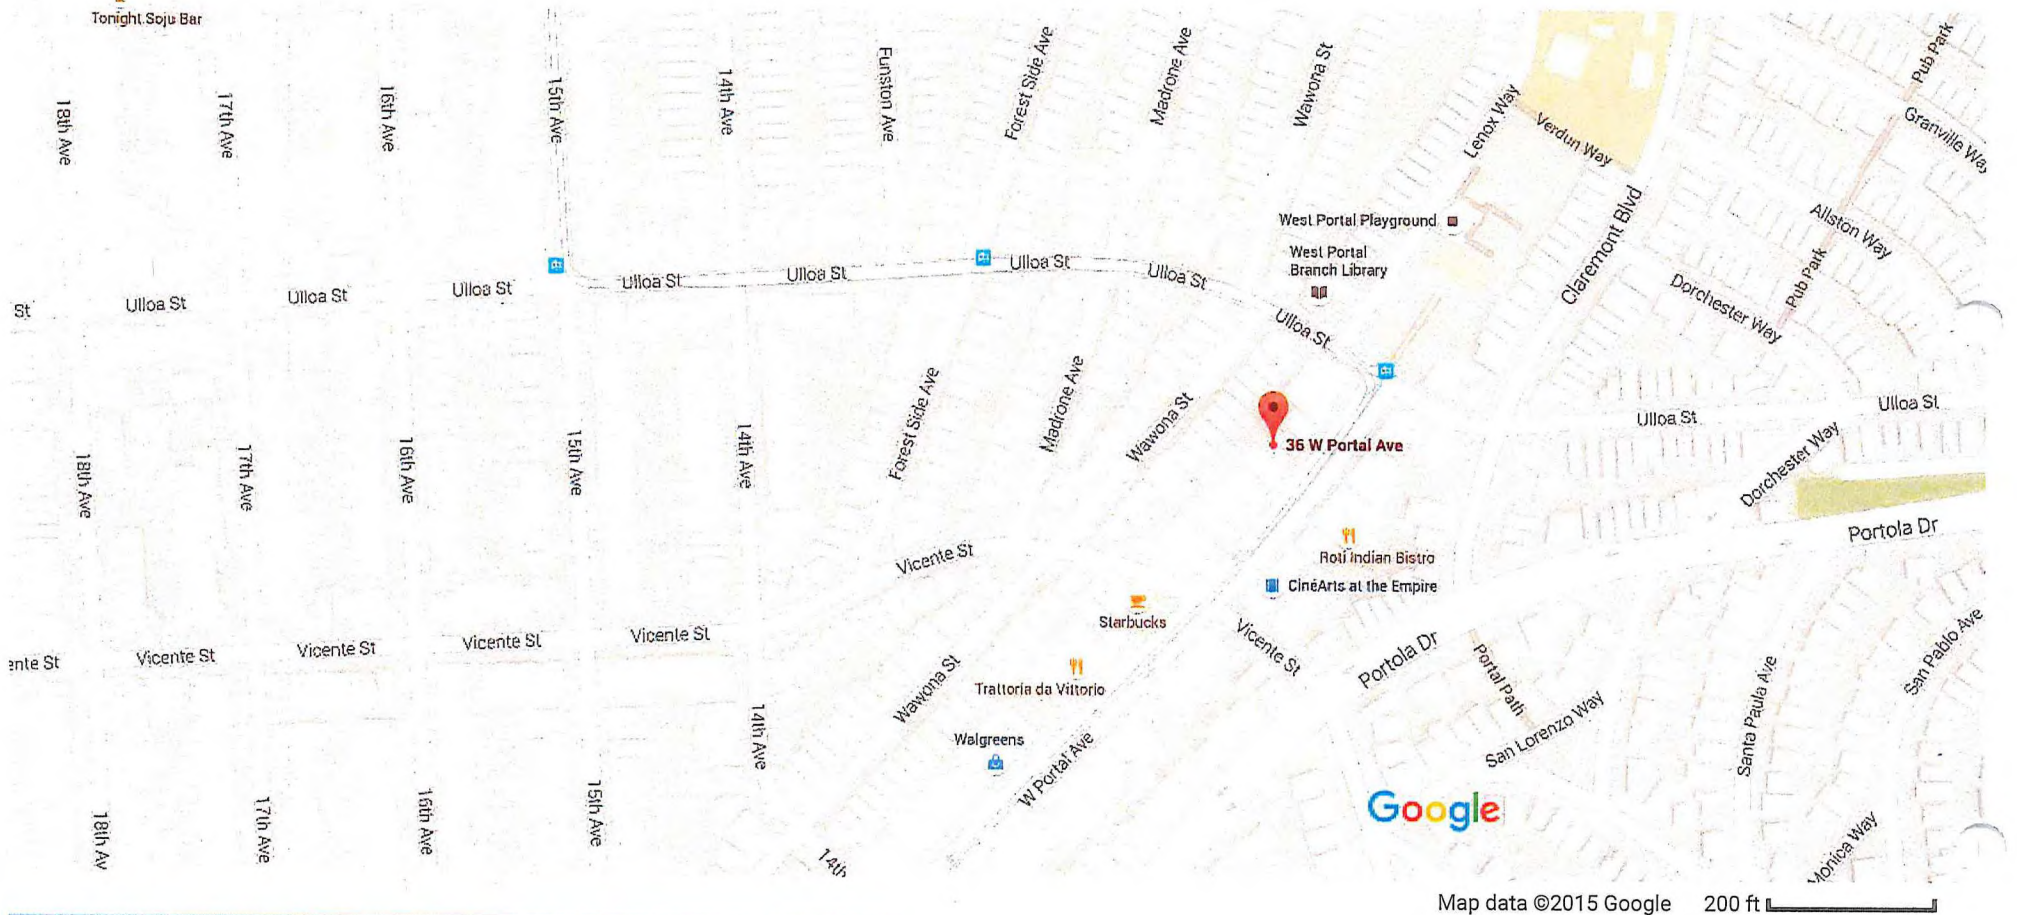 Tonight Soju Bar
18th Ave
17th Ave
16th Ave
15th Ave
14th Ave
Funston Ave
Forest Side Ave
Madrone Ave
Wawona St
Lenox Way
Verdun Way
Pub Park
Granville Way
Allston Way
Claremont Blvd
Pub Park
Dorchester Way
West Portal Playground
West Portal
Branch Library
St
Ulloa St
Ulloa St
Ulloa St
Ulloa St
Ulloa St
Ulloa St
Ulloa St
Ulloa St
Ulloa St
Ulloa St
18th Ave
17th Ave
16th Ave
15th Ave
14th Ave
Forest Side Ave
Madrone Ave
Wawona St
36 W Portal Ave
Dorchester Way
Portola Dr
Roti Indian Bistro
CinéArts at the Empire
Vicente St
Starbucks
ente St
Vicente St
Vicente St
Vicente St
Vicente St
Vicente St
Portola Dr
Portal Path
San Lorenzo Way
Santa Paula Ave
San Pablo Ave
Wawona St
Trattoria da Vittorio
Walgreens
W Portal Ave
14th Ave
18th Av
17th Ave
16th Ave
15th Ave
14th
Google
Monica Way
Map data ©2015 Google 200 ft